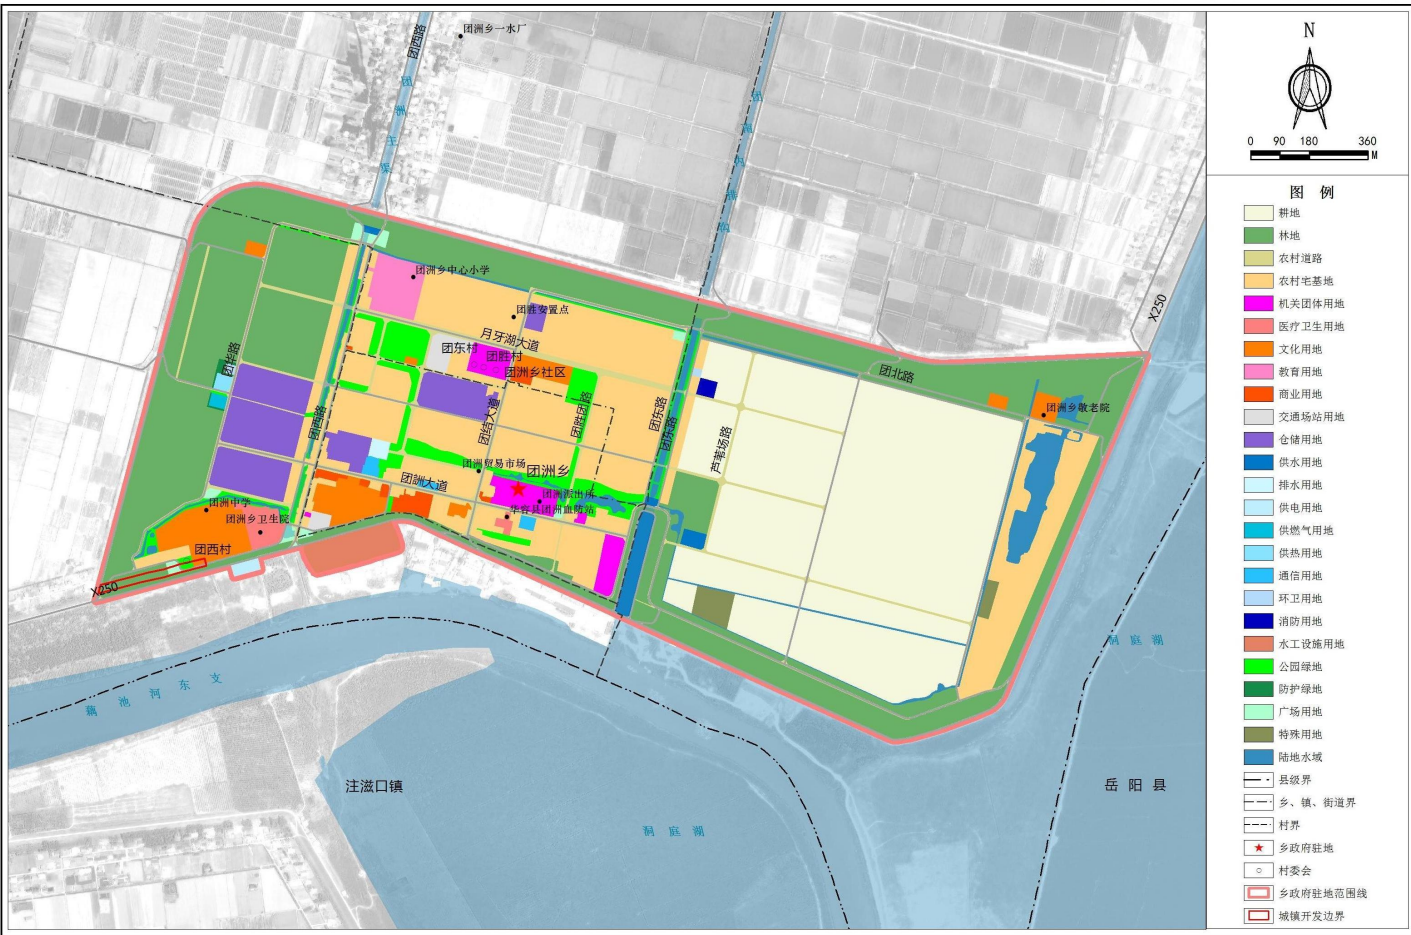 团西路
团洲乡一水厂
团洲主渠
N
0 90 180 360
M
图 例
耕地
林地
农村道路
农村宅基地
机关团体用地
医疗卫生用地
文化用地
教育用地
商业用地
交通场站用地
仓储用地
供水用地
排水用地
供电用地
供燃气用地
供热用地
通信用地
环卫用地
消防用地
水工设施用地
公园绿地
防护绿地
广场用地
特殊用地
陆地水域
县级界
乡、镇、街道界
村界
乡政府驻地
村委会
乡政府驻地范围线
城镇开发边界
团洲乡中心小学
团胜安置点
月牙湖大道
团东村
团胜村
团洲乡社区
团华路
团西路
团结大道
团胜团路
团东路
团东路
芦苇场路
团北路
X250
团洲乡敬老院
团洲贸易市场
团洲乡
团洲大道
团洲派出所
华容县团洲血防站
团洲中学
团洲乡卫生院
团西村
X250
藕池河东支
注滋口镇
洞庭湖
洞庭湖
岳阳县